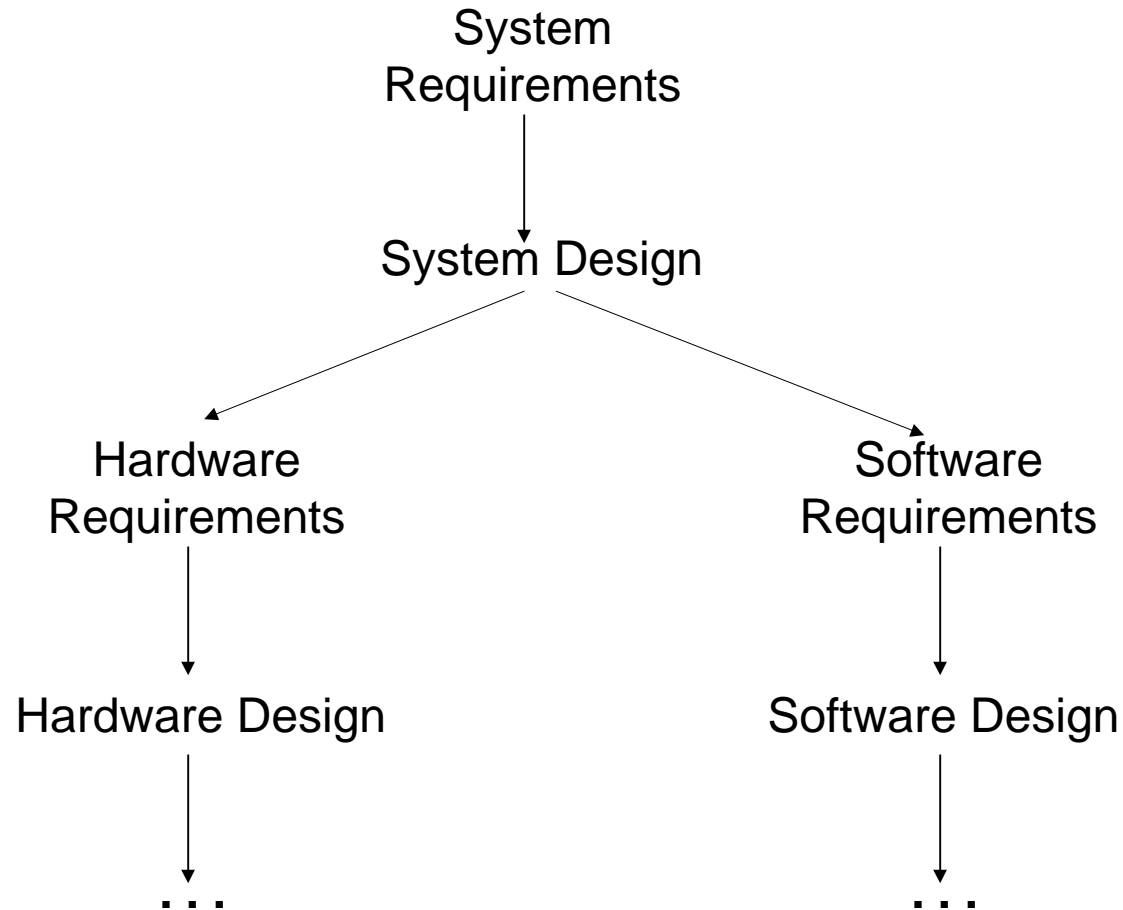 System
Requirements
System Design
Hardware
Requirements
Software
Requirements
Hardware Design
Software Design